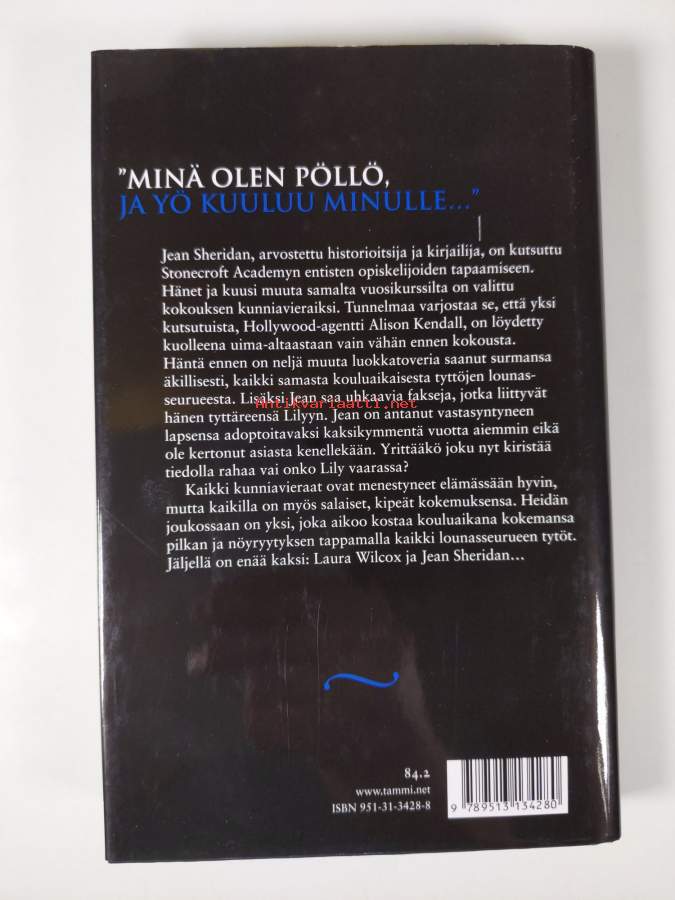 ”MINÄ OLEN PÖLLÖ,
JA YÖ KUULUU MINULLE...”
Jean Sheridan, arvostettu historioitsija ja kirjailija, on kutsuttu
Stonecroft Academyn entisten opiskelijoiden tapaamiseen.
Hänet ja kuusi muuta samalta vuosikurssilta on valittu
kokouksen kunniavieraiksi. Tunnelmaa varjostaa se, että yksi
kutsutuista, Hollywood-agentti Alison Kendall, on löydetty
kuolleena uima-altaastaan vain vähän ennen kokousta.
Häntä ennen on neljä muuta luokkatoveria saanut surmansa
äkillisesti, kaikki samasta kouluaikaisesta tyttöjen lounas-
seurueesta. Lisäksi Jean saa uhkaavia fakseja, jotka liittyvät
Antikvariaatti.net
hänen tyttäreensä Lilyyn. Jean on antanut vastasyntyneen
lapsensa adoptoitavaksi kaksikymmentä vuotta aiemmin eikä
ole kertonut asiasta kenellekään. Yrittääkö joku nyt kiristää
tiedolla rahaa vai onko Lily vaarassa?
Kaikki kunniavieraat ovat menestyneet elämässään hyvin,
mutta kaikilla on myös salaiset, kipeät kokemuksensa. Heidän
joukossaan on yksi, joka aikoo kostaa kouluaikana kokemansa
pilkan ja nöyryytyksen tappamalla kaikki lounasseurueen tytöt.
Jäljellä on enää kaksi: Laura Wilcox ja Jean Sheridan...
84.2
www.tammi.net
ISBN 951-31-3428-8
9 789513 134280